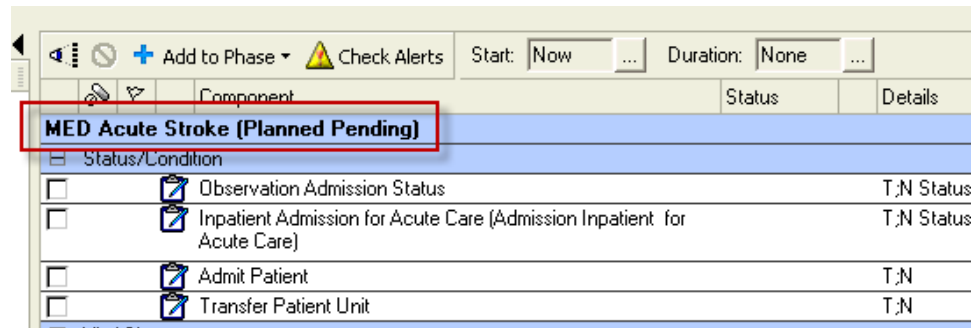 Add to Phase Check Alerts Start: Now ... Duration: None ...
Component Status Details
MED Acute Stroke (Planned Pending)
Status/Condition
Observation Admission Status T;N Status
Inpatient Admission for Acute Care (Admission Inpatient for T;N Status
Acute Care)
Admit Patient T;N
Transfer Patient Unit T;N